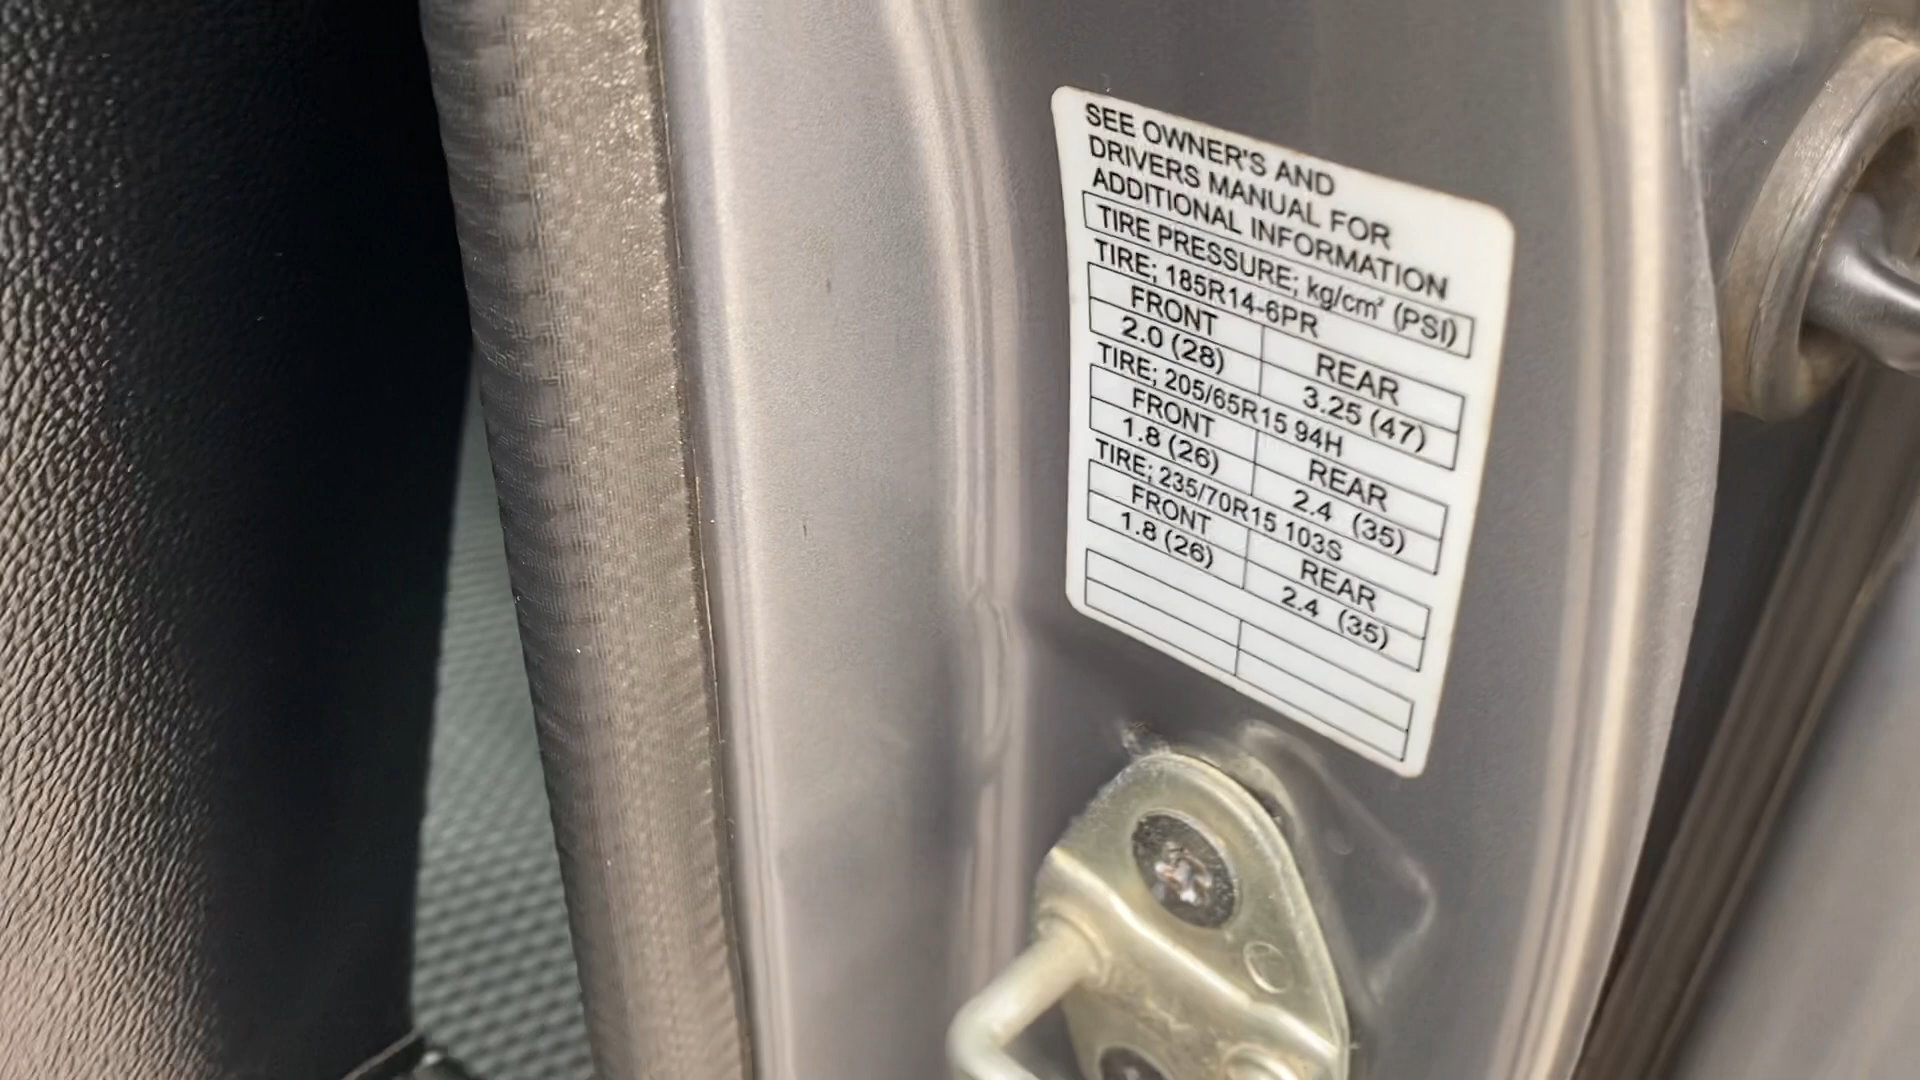 SEE OWNER'S AND
DRIVERS MANUAL FOR
ADDITIONAL INFORMATION
TIRE PRESSURE; kg/cm² (PSI)
TIRE; 185R14-6PR
FRONT REAR
2.0 (28) 3.25 (47)
TIRE; 205/65R15 94H
FRONT REAR
1.8 (26) 2.4 (35)
TIRE; 235/70R15 103S
FRONT REAR
1.8 (26) 2.4 (35)